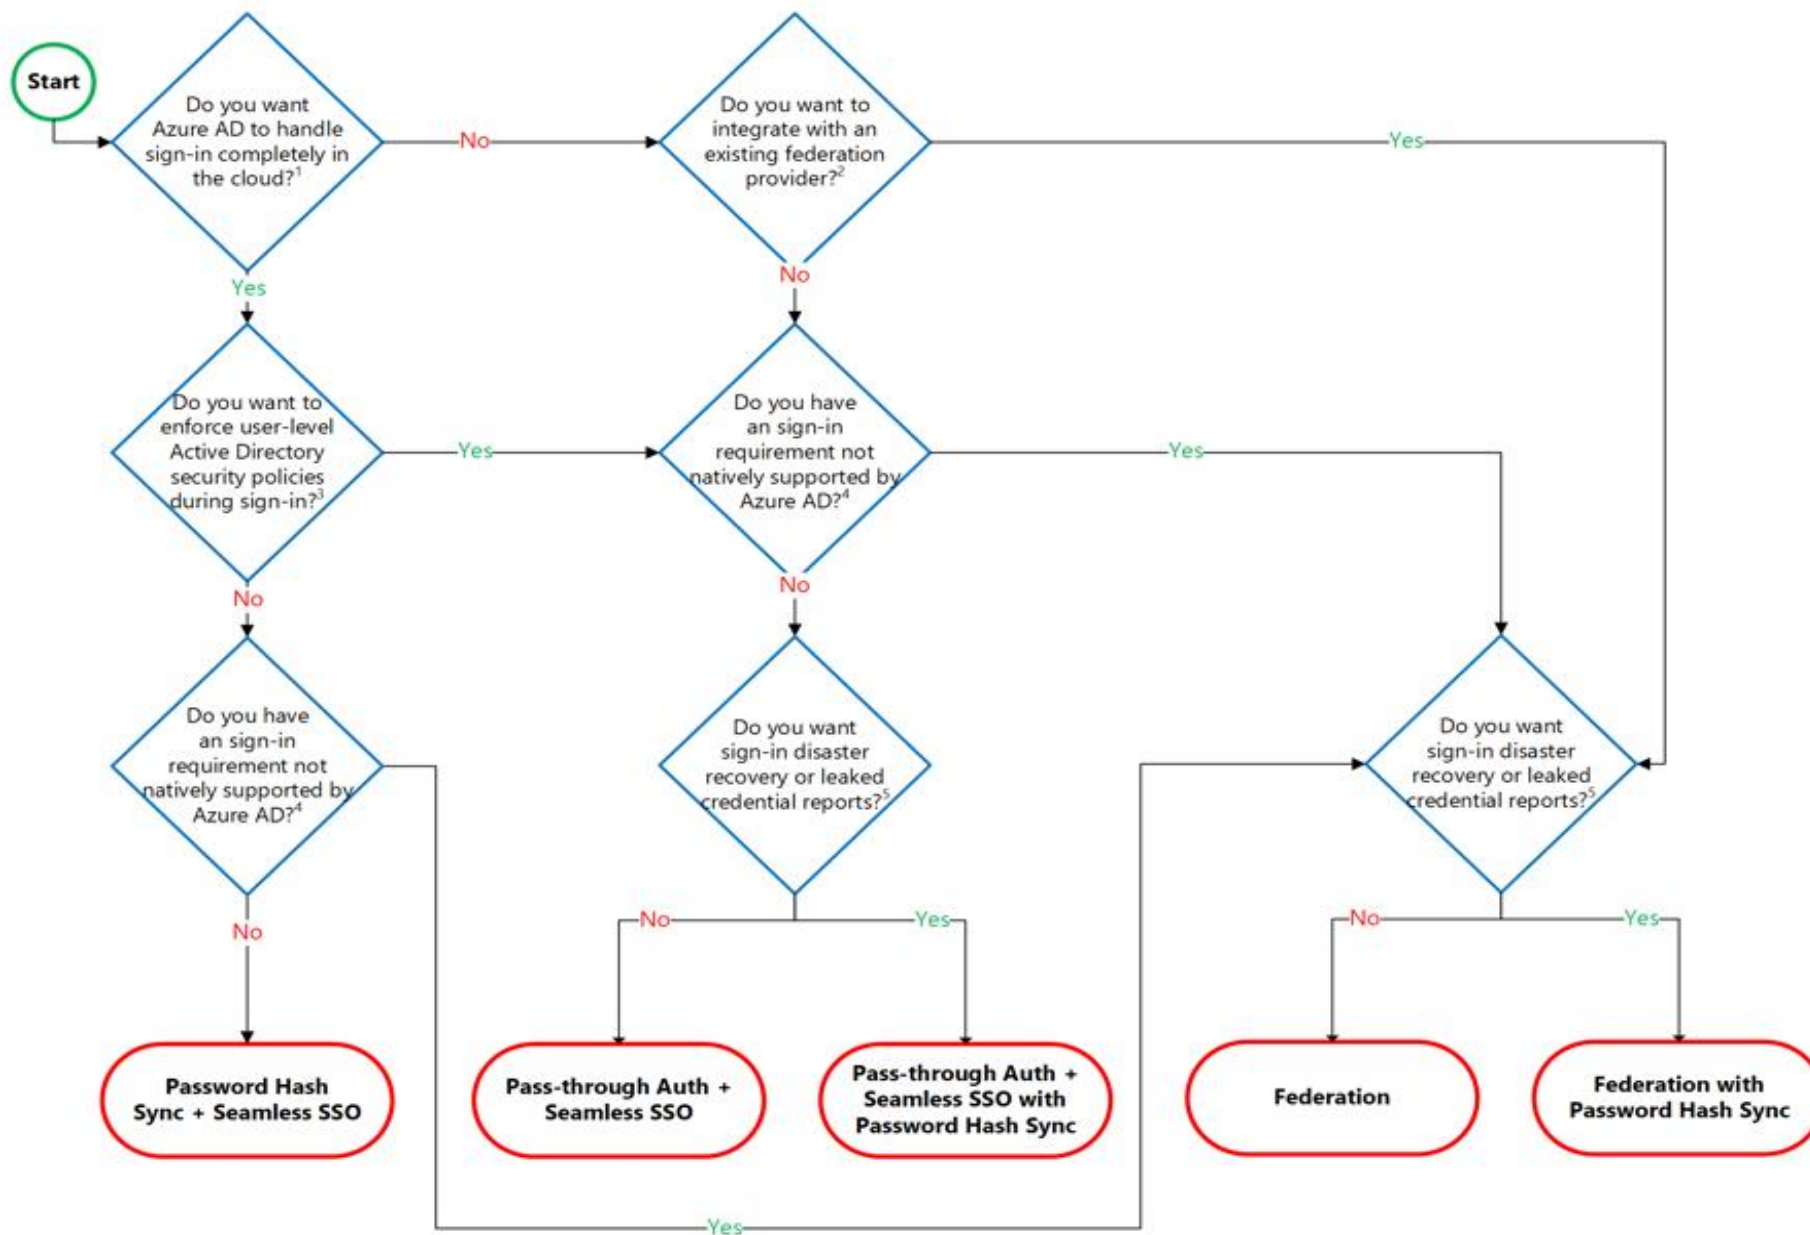 Start
Do you want
Azure AD to handle
sign-in completely in
the cloud?¹
No
Do you want to
integrate with an
existing federation
provider?²
Yes
Yes
No
Do you want to
enforce user-level
Active Directory
security policies
during sign-in?³
Yes
Do you have
an sign-in
requirement not
natively supported by
Azure AD?⁴
Yes
No
No
Do you have
an sign-in
requirement not
natively supported by
Azure AD?⁴
Do you want
sign-in disaster
recovery or leaked
credential reports?⁵
Do you want
sign-in disaster
recovery or leaked
credential reports?⁵
No
No
Yes
No
Yes
Password Hash
Sync + Seamless SSO
Pass-through Auth +
Seamless SSO
Pass-through Auth +
Seamless SSO with
Password Hash Sync
Federation
Federation with
Password Hash Sync
Yes